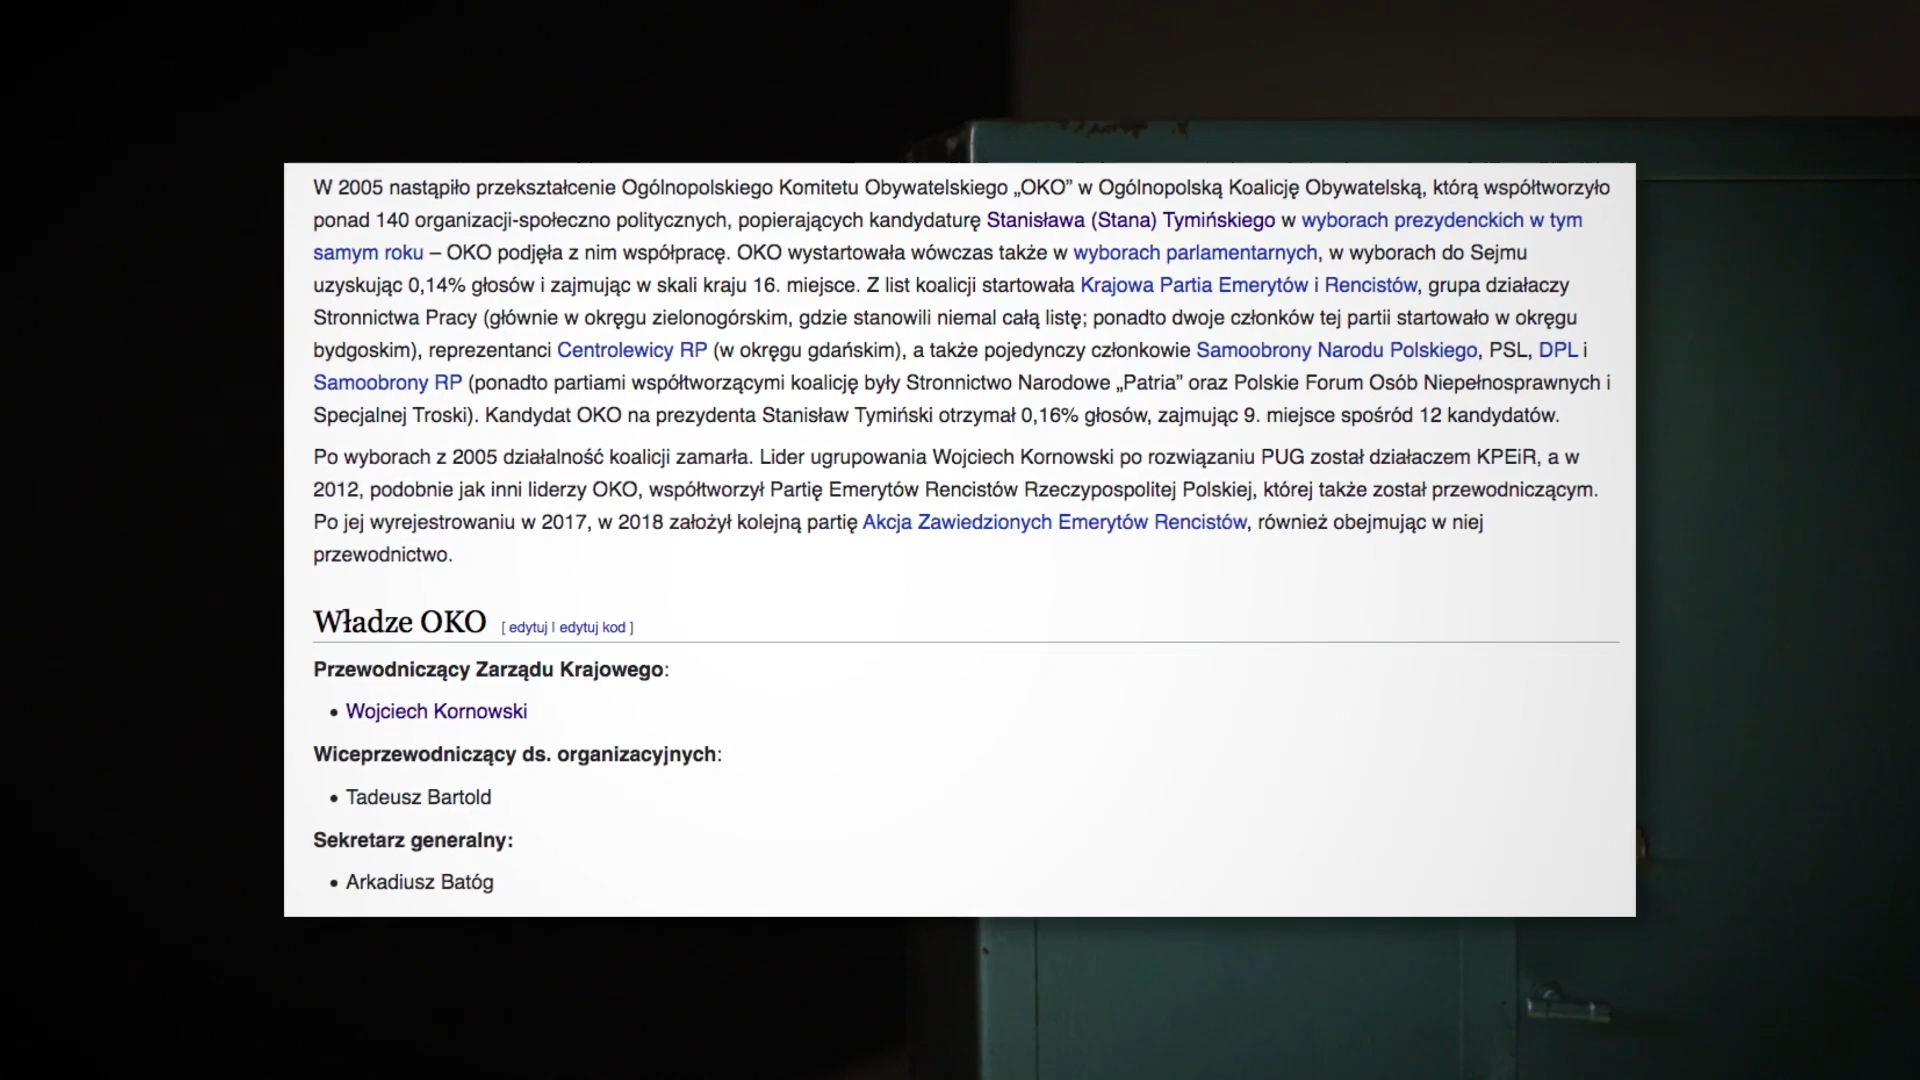 W 2005 nastąpiło przekształcenie Ogólnopolskiego Komitetu Obywatelskiego „OKO” w Ogólnopolską Koalicję Obywatelską, którą współtworzyło
ponad 140 organizacji-społeczno politycznych, popierających kandydaturę Stanisława (Stana) Tymińskiego w wyborach prezydenckich w tym
samym roku – OKO podjęła z nim współpracę. OKO wystartowała wówczas także w wyborach parlamentarnych, w wyborach do Sejmu
uzyskując 0,14% głosów i zajmując w skali kraju 16. miejsce. Z list koalicji startowała Krajowa Partia Emerytów i Rencistów, grupa działaczy
Stronnictwa Pracy (głównie w okręgu zielonogórskim, gdzie stanowili niemal całą listę; ponadto dwoje członków tej partii startowało w okręgu
bydgoskim), reprezentanci Centrolewicy RP (w okręgu gdańskim), a także pojedynczy członkowie Samoobrony Narodu Polskiego, PSL, DPL i
Samoobrony RP (ponadto partiami współtworzącymi koalicję były Stronnictwo Narodowe „Patria” oraz Polskie Forum Osób Niepełnosprawnych i
Specjalnej Troski). Kandydat OKO na prezydenta Stanisław Tymiński otrzymał 0,16% głosów, zajmując 9. miejsce spośród 12 kandydatów.
Po wyborach z 2005 działalność koalicji zamarła. Lider ugrupowania Wojciech Kornowski po rozwiązaniu PUG został działaczem KPEiR, a w
2012, podobnie jak inni liderzy OKO, współtworzył Partię Emerytów Rencistów Rzeczypospolitej Polskiej, której także został przewodniczącym.
Po jej wyrejestrowaniu w 2017, w 2018 założył kolejną partię Akcja Zawiedzionych Emerytów Rencistów, również obejmując w niej
przewodnictwo.
Władze OKO [ edytuj | edytuj kod ]
Przewodniczący Zarządu Krajowego:
• Wojciech Kornowski
Wiceprzewodniczący ds. organizacyjnych:
• Tadeusz Bartold
Sekretarz generalny:
• Arkadiusz Batóg